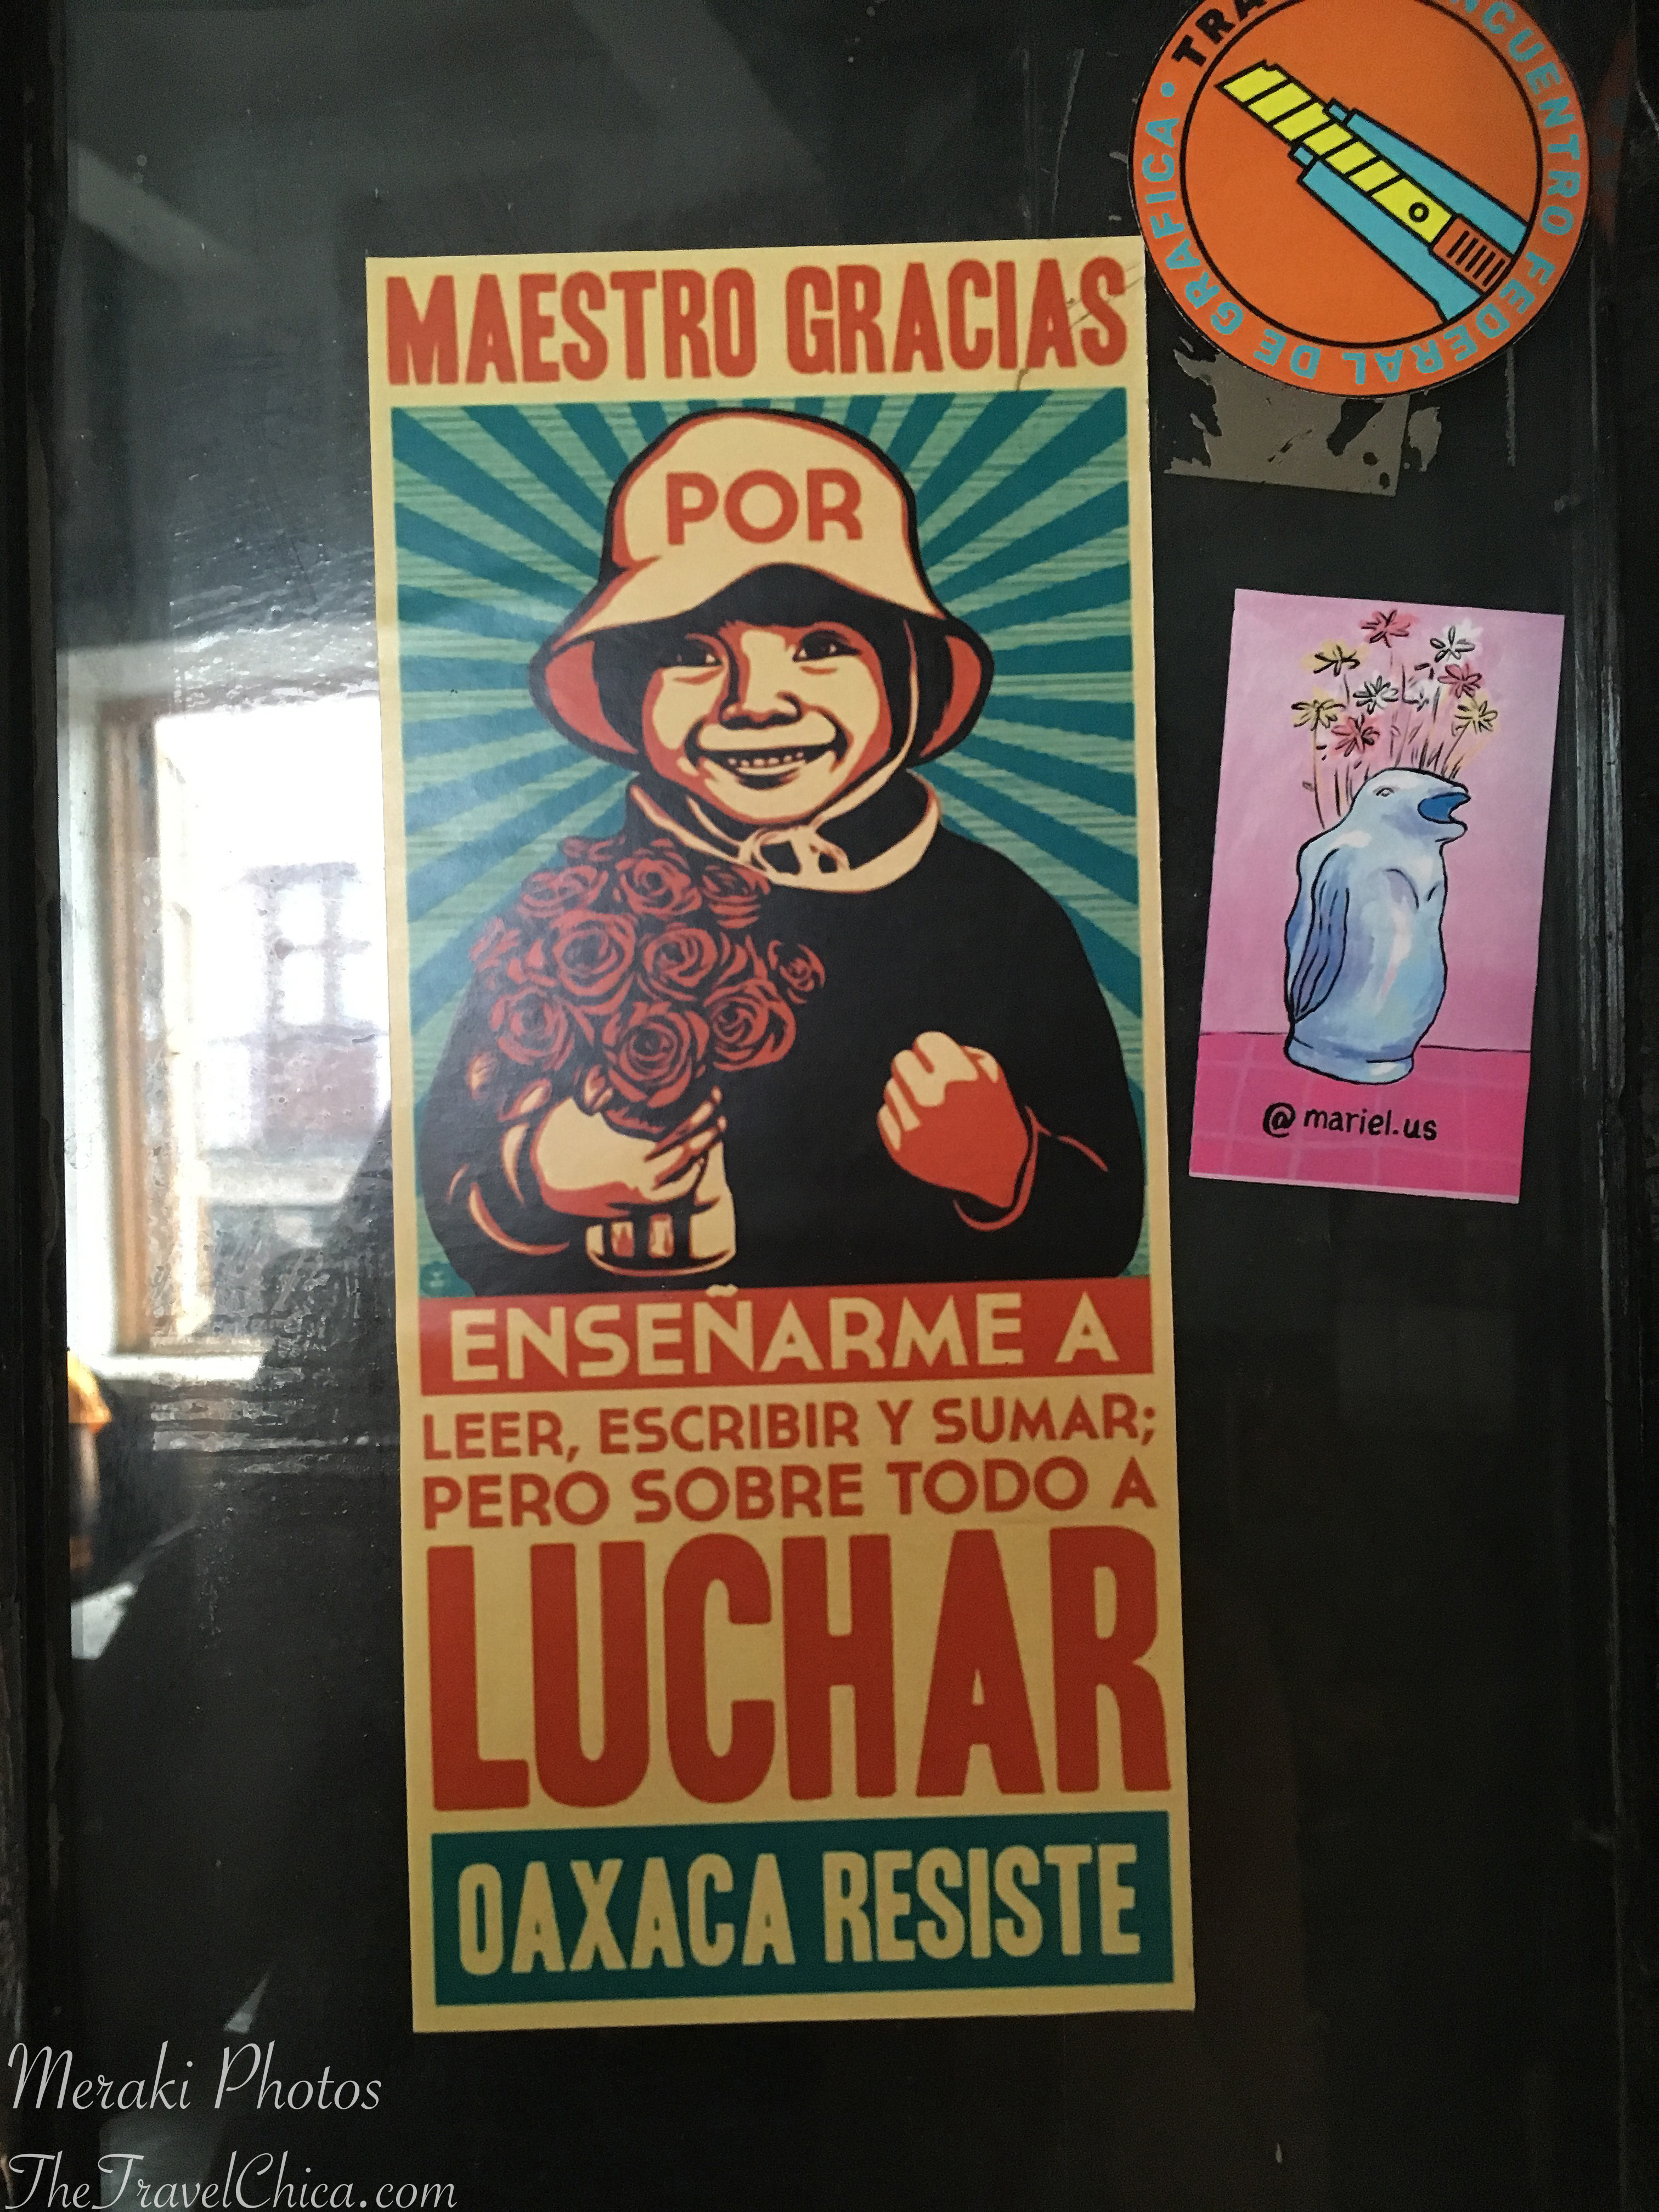 ENCUENTRO FEDERAL DE GRAFICA •
MAESTRO GRACIAS
POR
ENSEÑARME A
LEER, ESCRIBIR Y SUMAR;
PERO SOBRE TODO A
LUCHAR
OAXACA RESISTE
@mariel.us
Meraki Photos
TheTravelChica.com